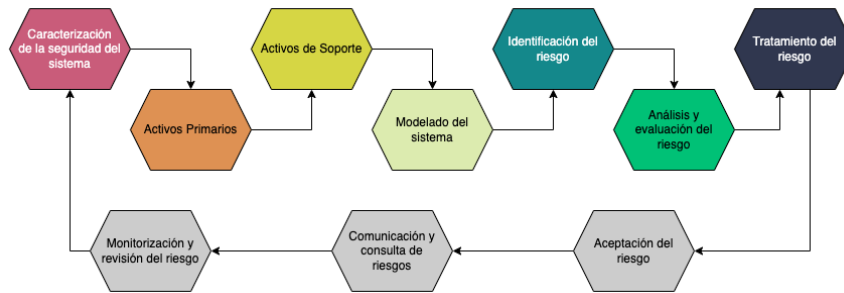 Caracterización
de la seguridad del
sistema
Activos Primarios
Activos de Soporte
Modelado del
sistema
Identificación del
riesgo
Análisis y
evaluación del
riesgo
Tratamiento del
riesgo
Aceptación del
riesgo
Comunicación y
consulta de
riesgos
Monitorización y
revisión del riesgo